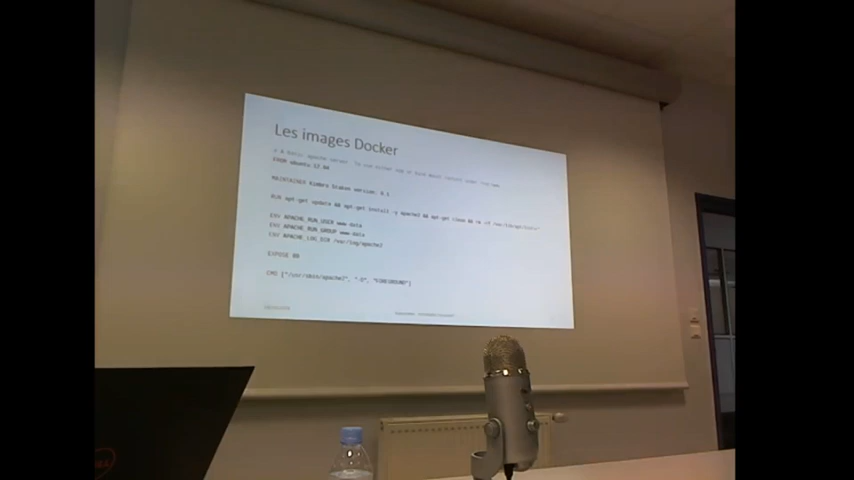 Les images Docker
FROM ubuntu:12.04
MAINTAINER Kimbro Staken version: 0.1
RUN apt-get update && apt-get install -y apache2 && apt-get clean && rm -rf /var/lib/apt/lists/*
ENV APACHE_RUN_USER www-data
ENV APACHE_RUN_GROUP www-data
ENV APACHE_LOG_DIR /var/log/apache2
EXPOSE 80
CMD ["/usr/sbin/apache2", "-D", "FOREGROUND"]